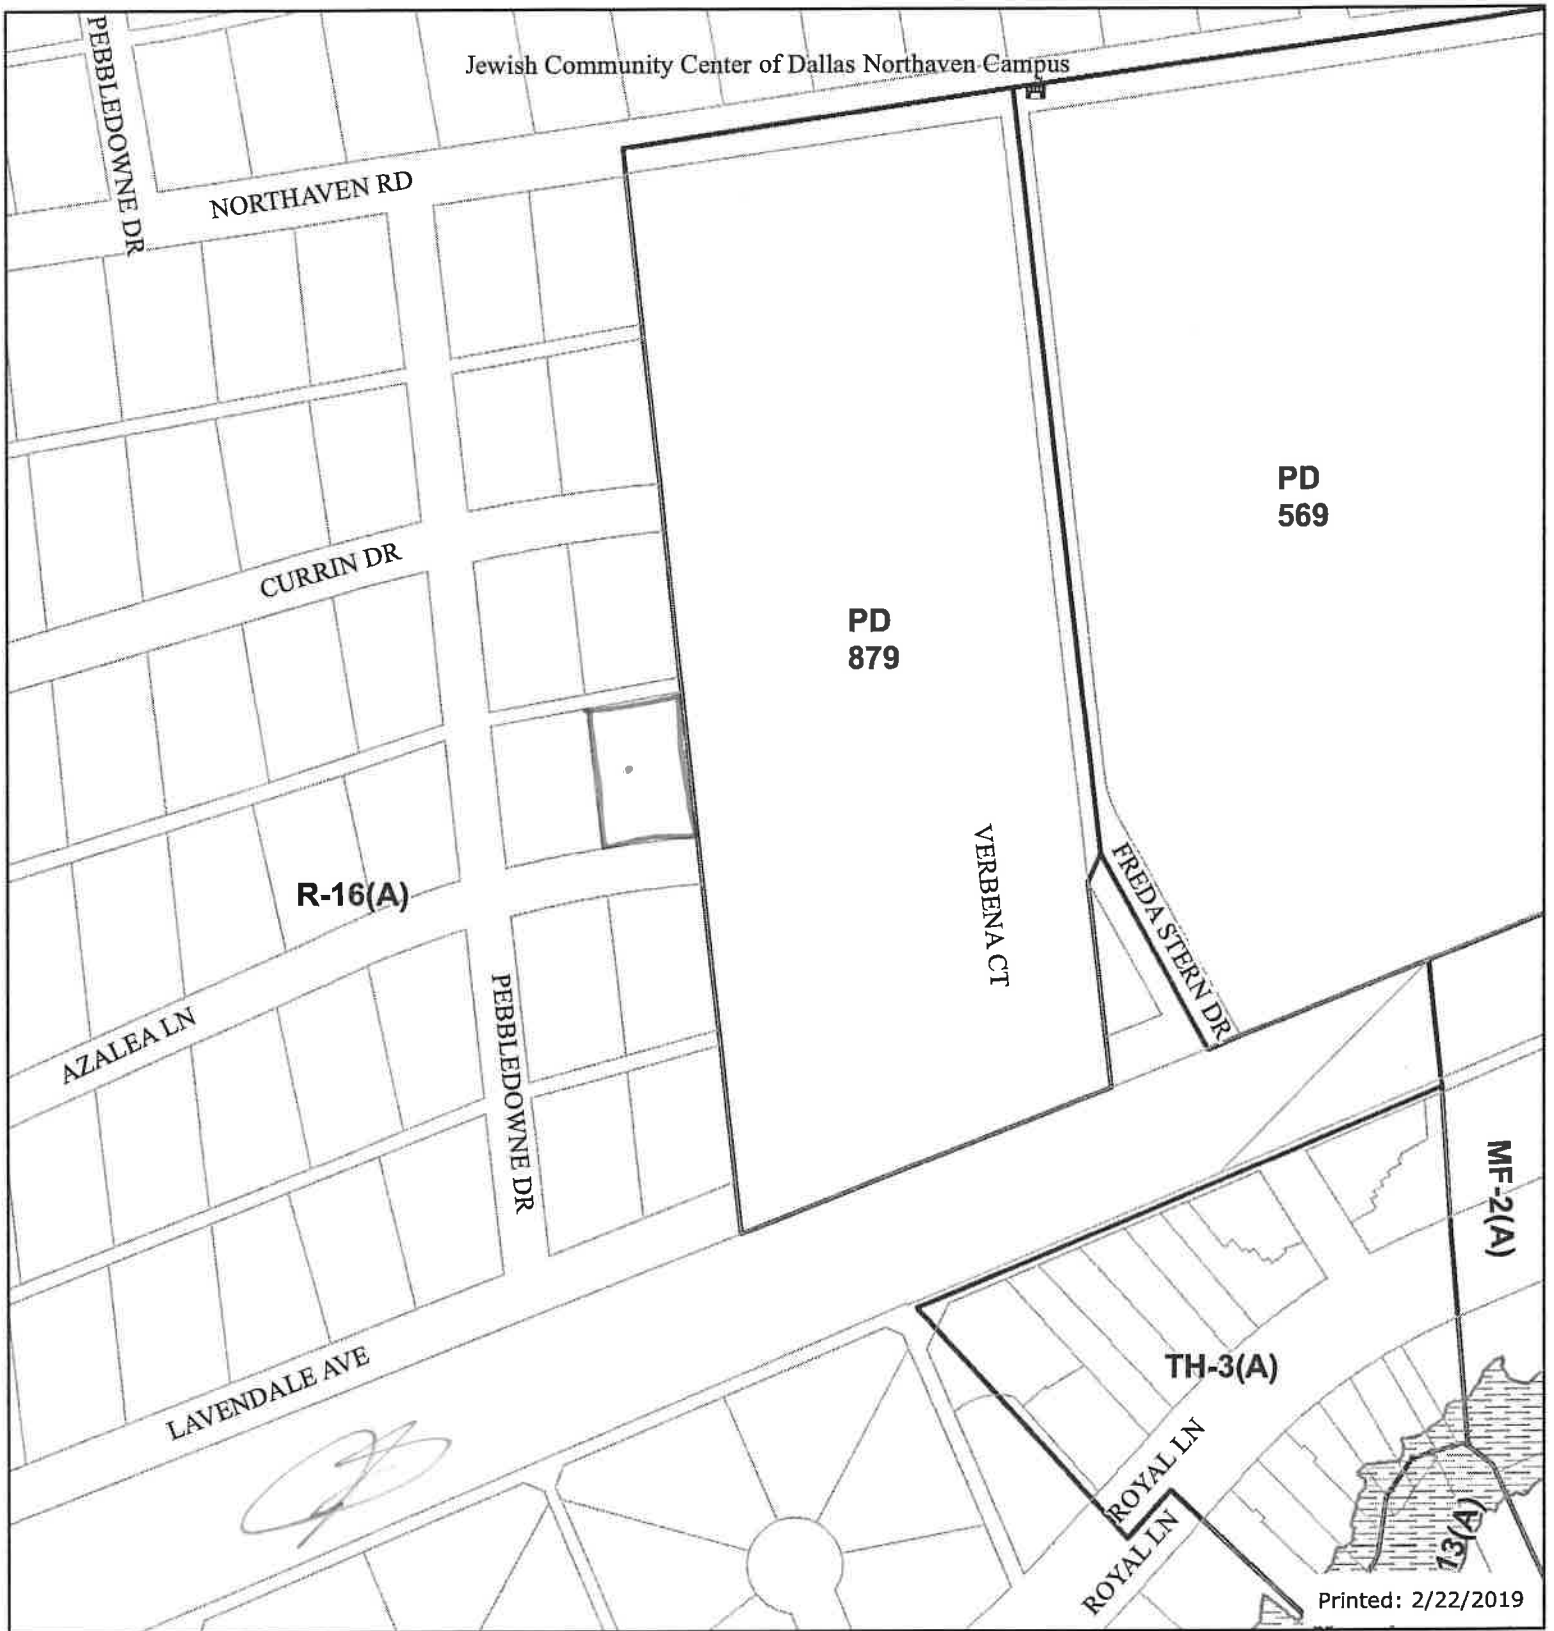 Jewish Community Center of Dallas Northaven Campus
PEBBLEDOWNE DR
NORTHAVEN RD
PD
569
CURRIN DR
PD
879
VERBENA CT
FREDA STERN DR
R-16(A)
AZALEA LN
PEBBLEDOWNE DR
MF-2(A)
LAVENDALE AVE
TH-3(A)
ROYAL LN
ROYAL LN
13(A)
Printed: 2/22/2019